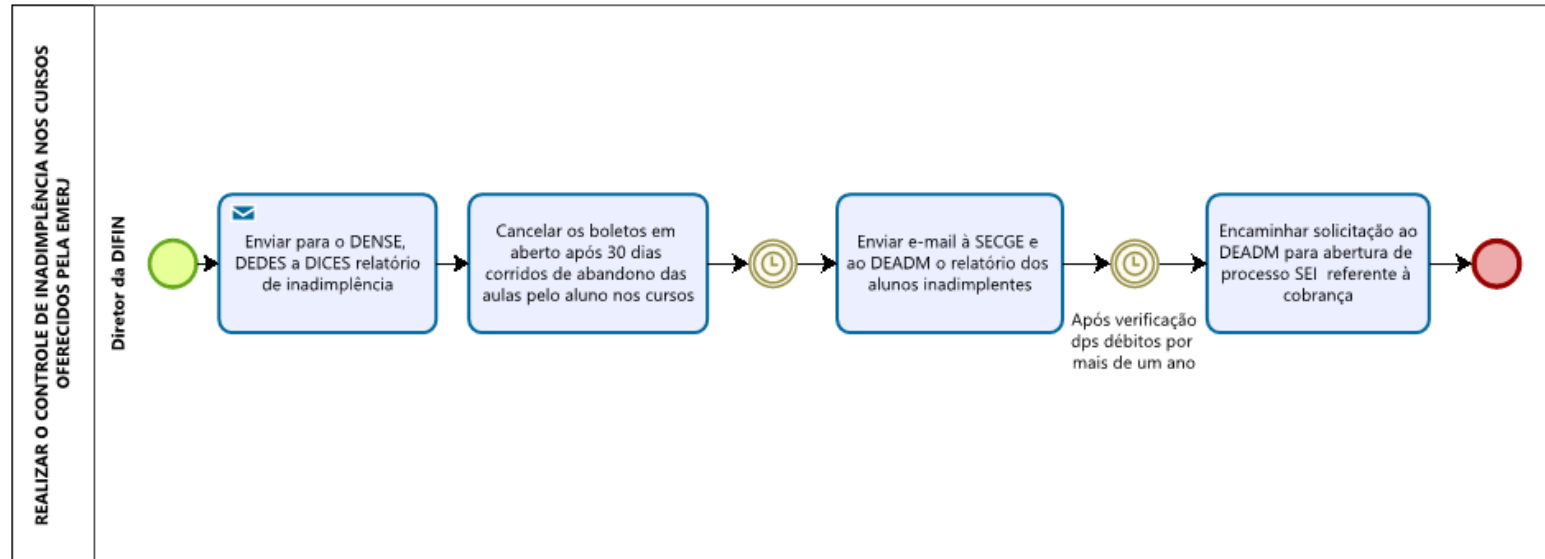 REALIZAR O CONTROLE DE INADIMPLÊNCIA NOS CURSOS
OFERECIDOS PELA EMERJ
Diretor da DIFIN
Enviar para o DENSE,
DEDES a DICES relatório
de inadimplência
Cancelar os boletos em
aberto após 30 dias
corridos de abandono das
aulas pelo aluno nos cursos
Enviar e-mail à SECGE e
ao DEADM o relatório dos
alunos inadimplentes
Após verificação
dps débitos por
mais de um ano
Encaminhar solicitação ao
DEADM para abertura de
processo SEI referente à
cobrança